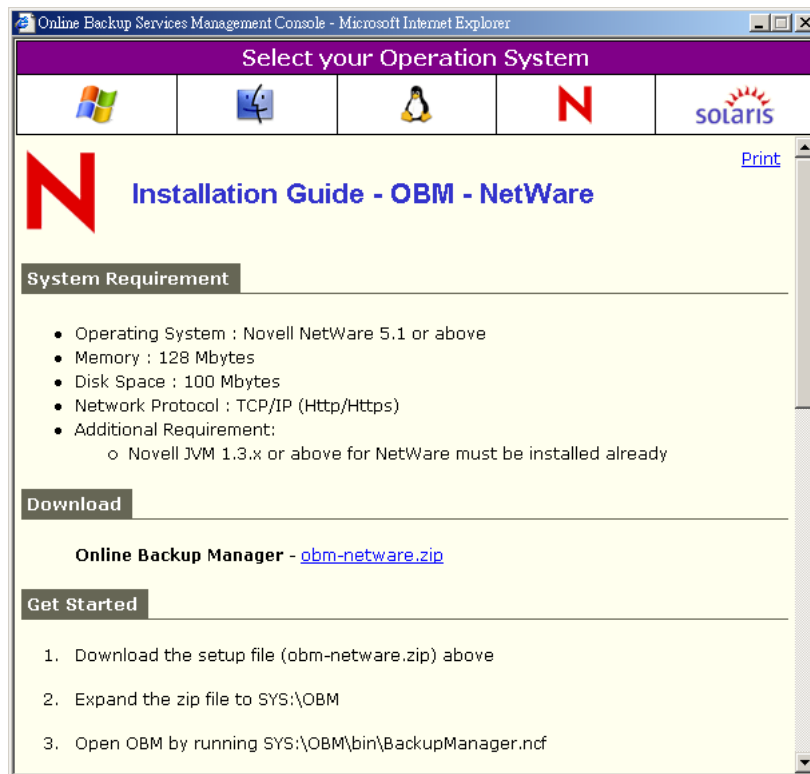 Online Backup Services Management Console - Microsoft Internet Explorer
Select your Operation System
N
solaris
Print
N
Installation Guide - OBM - NetWare
System Requirement
• Operating System : Novell NetWare 5.1 or above
• Memory : 128 Mbytes
• Disk Space : 100 Mbytes
• Network Protocol : TCP/IP (Http/Https)
• Additional Requirement:
o Novell JVM 1.3.x or above for NetWare must be installed already
Download
Online Backup Manager - obm-netware.zip
Get Started
1. Download the setup file (obm-netware.zip) above
2. Expand the zip file to SYS:\OBM
3. Open OBM by running SYS:\OBM\bin\BackupManager.ncf